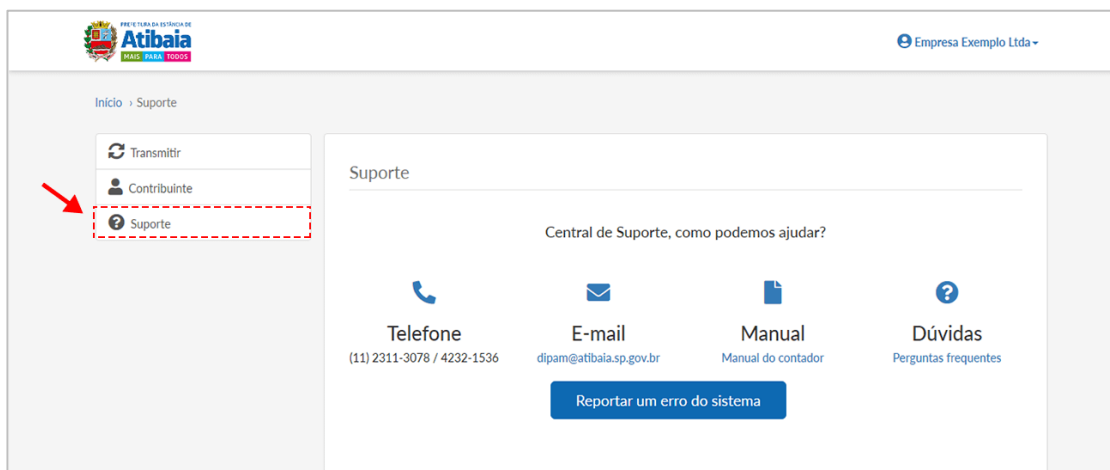 PREFEITURA DA ESTÂNCIA DE
Atibaia
MAIS PARA TODOS
Empresa Exemplo Ltda
Início › Suporte
Transmitir
Contribuinte
Suporte
Suporte
Central de Suporte, como podemos ajudar?
Telefone
(11) 2311-3078 / 4232-1536
E-mail
dipam@atibaia.sp.gov.br
Manual
Manual do contador
Dúvidas
Perguntas frequentes
Reportar um erro do sistema